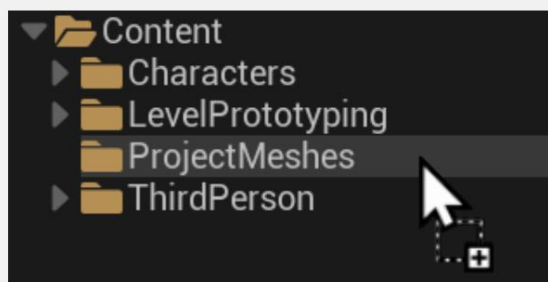 Content
Characters
LevelPrototyping
ProjectMeshes
ThirdPerson